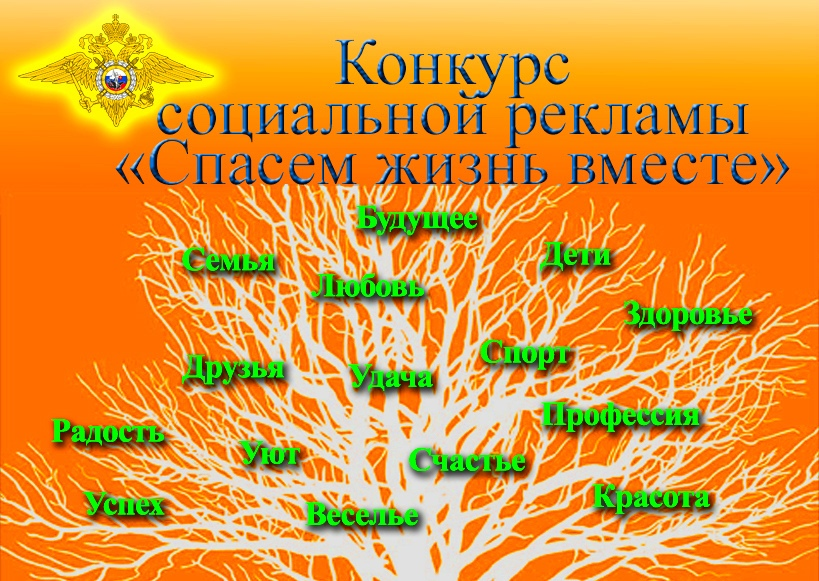 Конкурс
социальной рекламы
«Спасем жизнь вместе»
Будущее
Семья
Дети
Любовь
Здоровье
Друзья
Удача
Спорт
Радость
Профессия
Уют
Счастье
Успех
Веселье
Красота